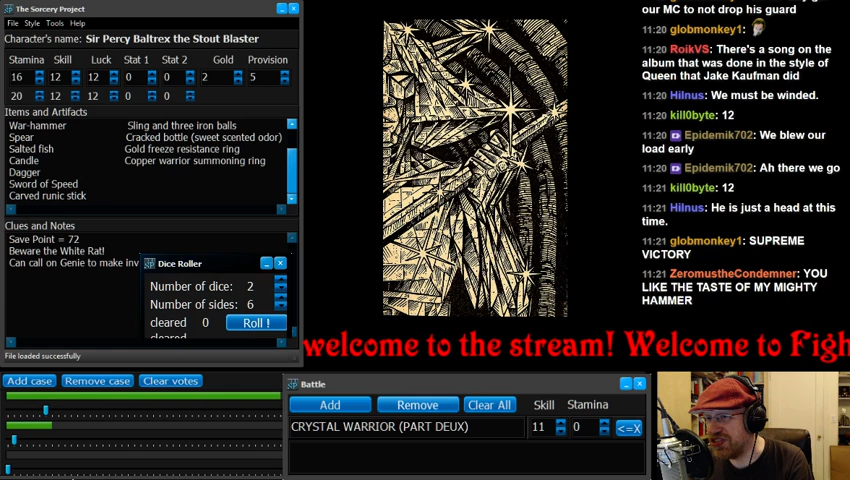 The Sorcery Project
File Style Tools Help
Character's name: Sir Percy Baltrex the Stout Blaster
Stamina Skill Luck Stat 1 Stat 2 Gold Provision
16 12 12 0 0 2 5
20 12 12 0 0
Items and Artifacts
War-hammer Sling and three iron balls
Spear Cracked bottle (sweet scented odor)
Salted fish Gold freeze resistance ring
Candle Copper warrior summoning ring
Dagger
Sword of Speed
Carved runic stick
Clues and Notes
Save Point = 72
Beware the White Rat!
Can call on Genie to make inv
Dice Roller
Number of dice: 2
Number of sides: 6
cleared 0 Roll !
cleared
File loaded successfully
Add case Remove case Clear votes
our MC to not drop his guard
11:20 globmonkey1:
11:20 RoikVS: There's a song on the
album that was done in the style of
Queen that Jake Kaufman did
11:20 Hilnus: We must be winded.
11:20 kill0byte: 12
11:20 Epidemik702: We blew our
load early
11:20 Epidemik702: Ah there we
go
11:21 kill0byte: 12
11:21 Hilnus: He is just a head at this
time.
11:21 globmonkey1: SUPREME
VICTORY
11:21 ZeromustheCondemner: YOU
LIKE THE TASTE OF MY MIGHTY
HAMMER
welcome to the stream! Welcome to Figh
Battle
Add Remove Clear All Skill Stamina
CRYSTAL WARRIOR (PART DEUX) 11 0 <=X